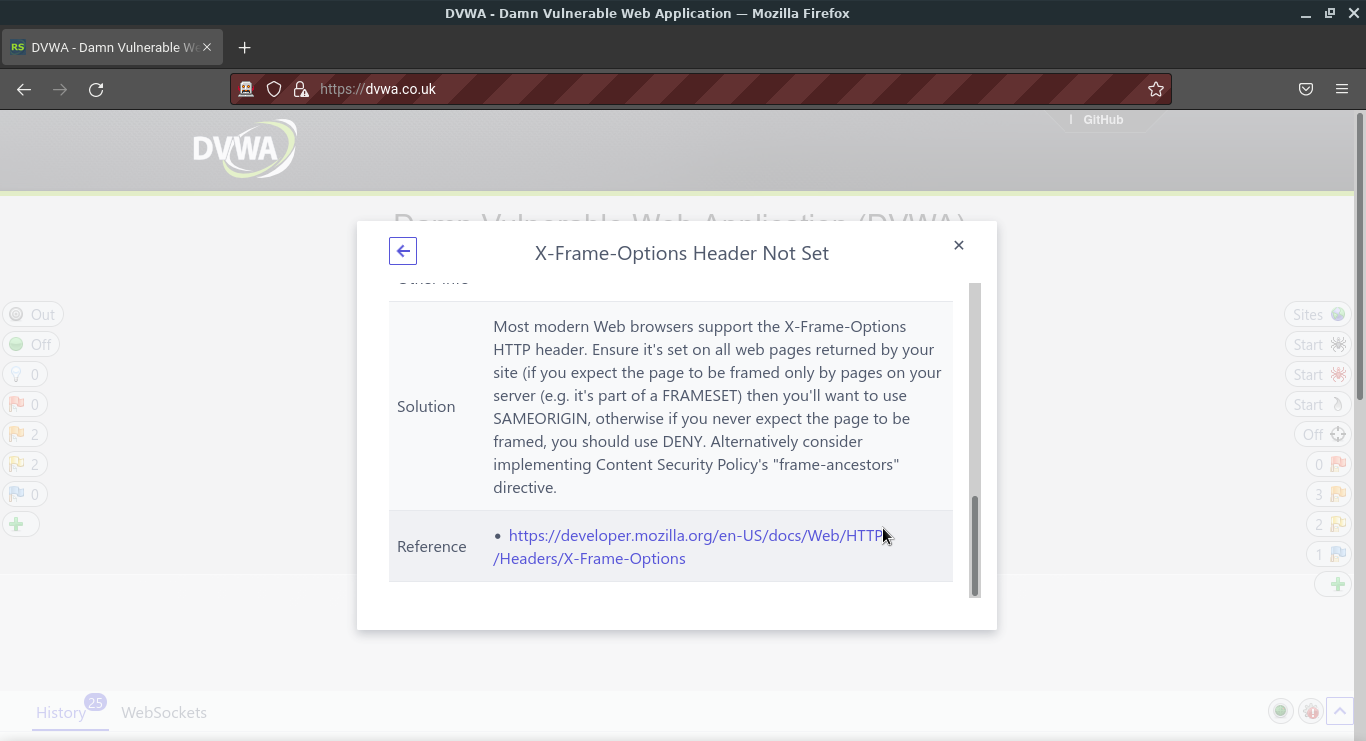 DVWA - Damn Vulnerable Web Application — Mozilla Firefox
RS DVWA - Damn Vulnerable We
https://dvwa.co.uk
DVWA
GitHub
Damn Vulnerable Web Application (DVWA)
X-Frame-Options Header Not Set
Other Info
Solution
Most modern Web browsers support the X-Frame-Options
HTTP header. Ensure it's set on all web pages returned by your
site (if you expect the page to be framed only by pages on your
server (e.g. it's part of a FRAMESET) then you'll want to use
SAMEORIGIN, otherwise if you never expect the page to be
framed, you should use DENY. Alternatively consider
implementing Content Security Policy's "frame-ancestors"
directive.
Reference
• https://developer.mozilla.org/en-US/docs/Web/HTTP
/Headers/X-Frame-Options
Out
Off
0
0
2
2
0
Sites
Start
Start
Start
Off
0
3
2
1
History 25
WebSockets